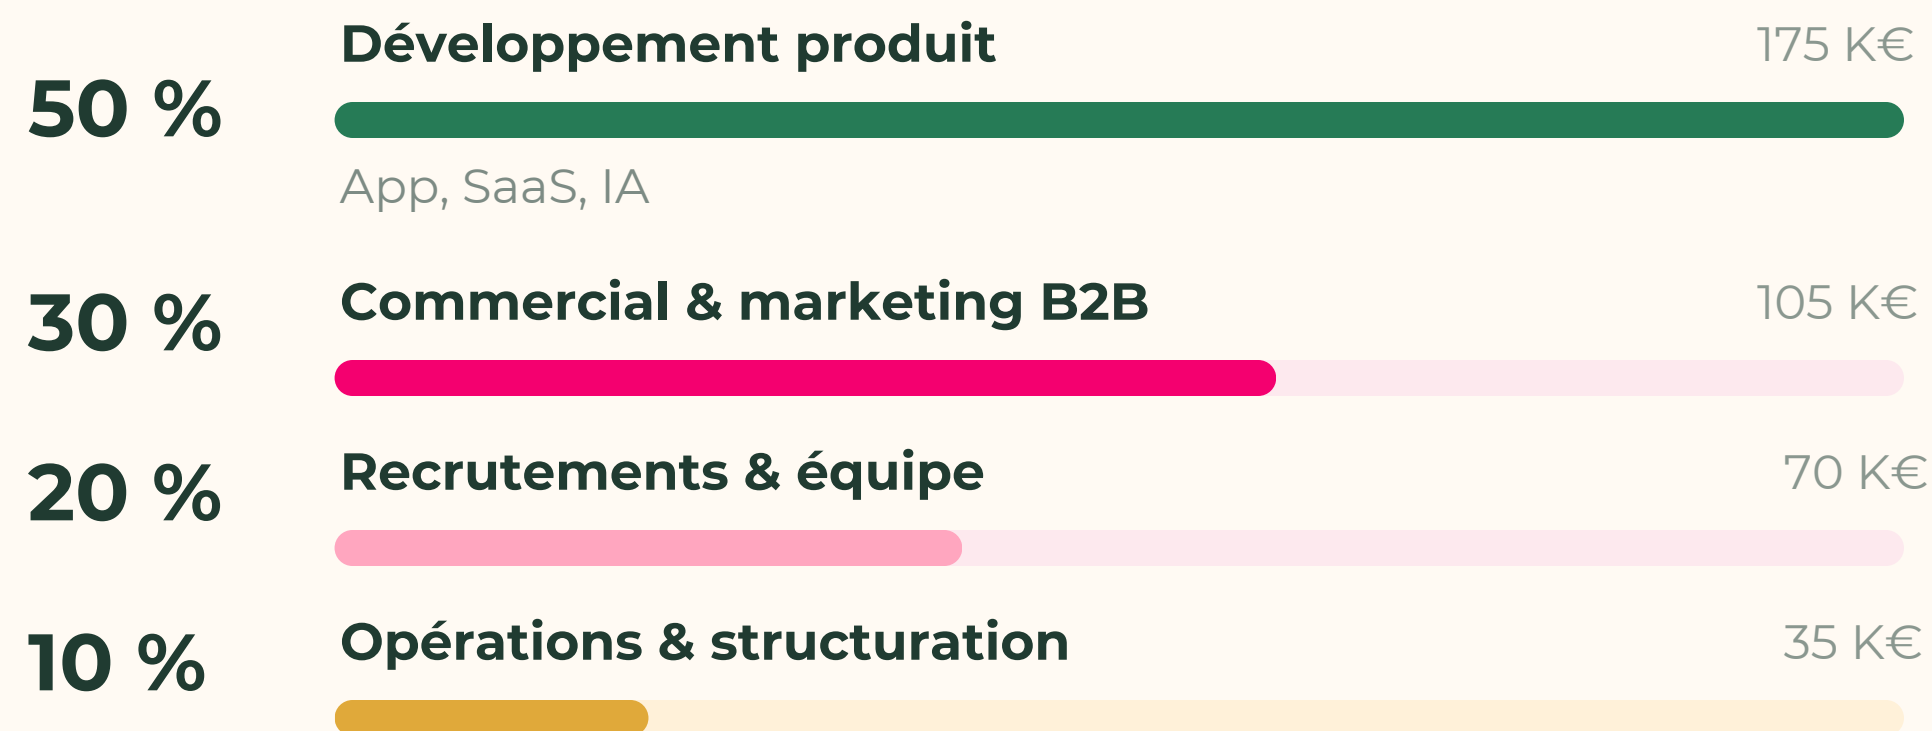 50 %
Développement produit
175 K€
App, SaaS, IA
30 %
Commercial & marketing B2B
105 K€
20 %
Recrutements & équipe
70 K€
10 %
Opérations & structuration
35 K€